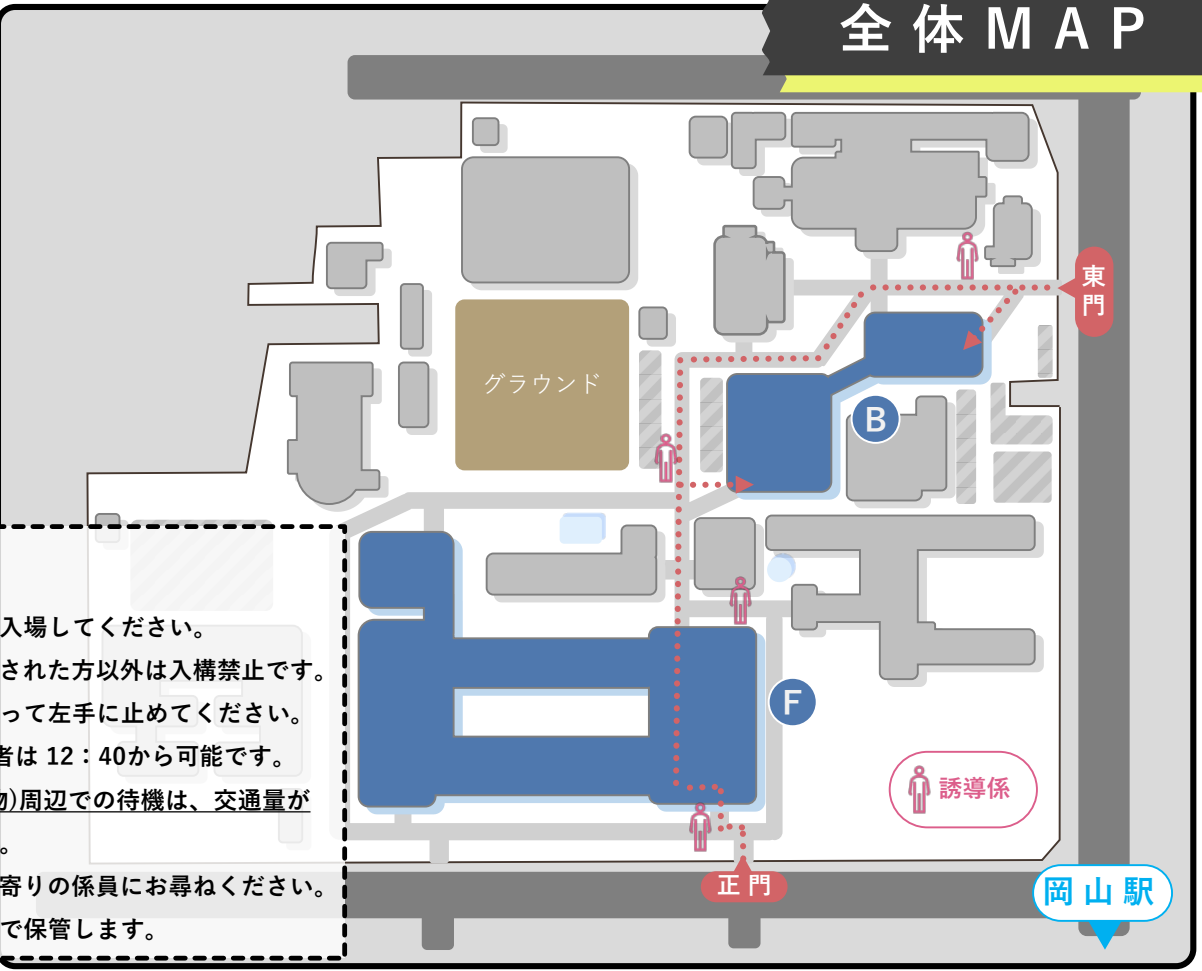 全体MAP
東門
グラウンド
B
入場してください。
された方以外は入構禁止です。
って左手に止めてください。
F
者は 12：40から可能です。
誘導係
物)周辺での待機は、交通量が
。
正門
寄りの係員にお尋ねください。
岡山駅
で保管します。